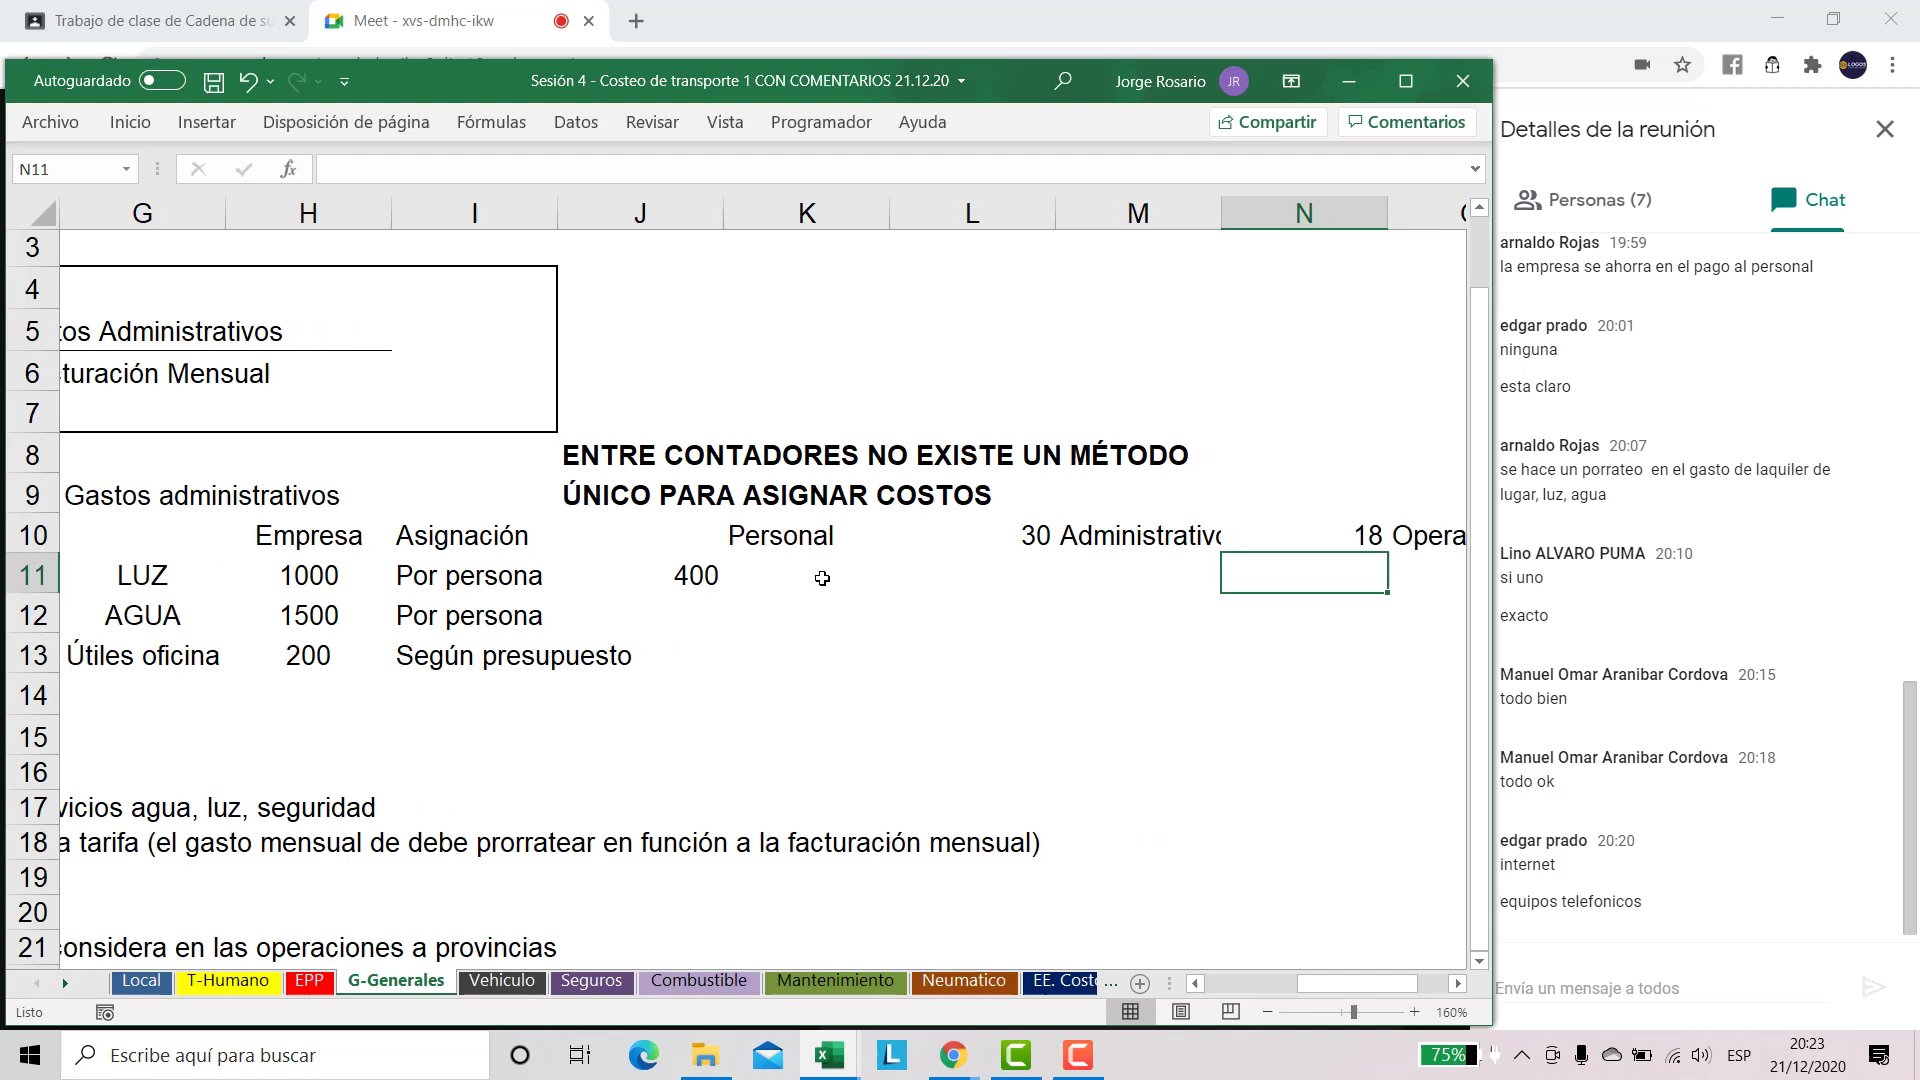 Trabajo de clase de Cadena de su
Meet - xvs-dmhc-ikw
Autoguardado
Sesión 4 - Costeo de transporte 1 CON COMENTARIOS 21.12.20
Jorge Rosario
JR
Archivo
Inicio
Insertar
Disposición de página
Fórmulas
Datos
Revisar
Vista
Programador
Ayuda
Compartir
Comentarios
N11
fx
G H I J K L M N
3
4
5 tos Administrativos
6 cturación Mensual
7
8 ENTRE CONTADORES NO EXISTE UN MÉTODO
9 Gastos administrativos ÚNICO PARA ASIGNAR COSTOS
10 Empresa Asignación Personal 30 Administrativo 18 Opera
11 LUZ 1000 Por persona 400
12 AGUA 1500 Por persona
13 Útiles oficina 200 Según presupuesto
14
15
16
17 vicios agua, luz, seguridad
18 a tarifa (el gasto mensual de debe prorratear en función a la facturación mensual)
19
20
21 considera en las operaciones a provincias
Local
T-Humano
EPP
G-Generales
Vehiculo
Seguros
Combustible
Mantenimiento
Neumatico
EE. Coste ...
Listo
160%
Detalles de la reunión
Personas (7)
Chat
arnaldo Rojas 19:59
la empresa se ahorra en el pago al personal
edgar prado 20:01
ninguna
esta claro
arnaldo Rojas 20:07
se hace un porrateo en el gasto de laquiler de
lugar, luz, agua
Lino ALVARO PUMA 20:10
si uno
exacto
Manuel Omar Aranibar Cordova 20:15
todo bien
Manuel Omar Aranibar Cordova 20:18
todo ok
edgar prado 20:20
internet
equipos telefonicos
Envía un mensaje a todos
Escribe aquí para buscar
75%
ESP
20:23
21/12/2020